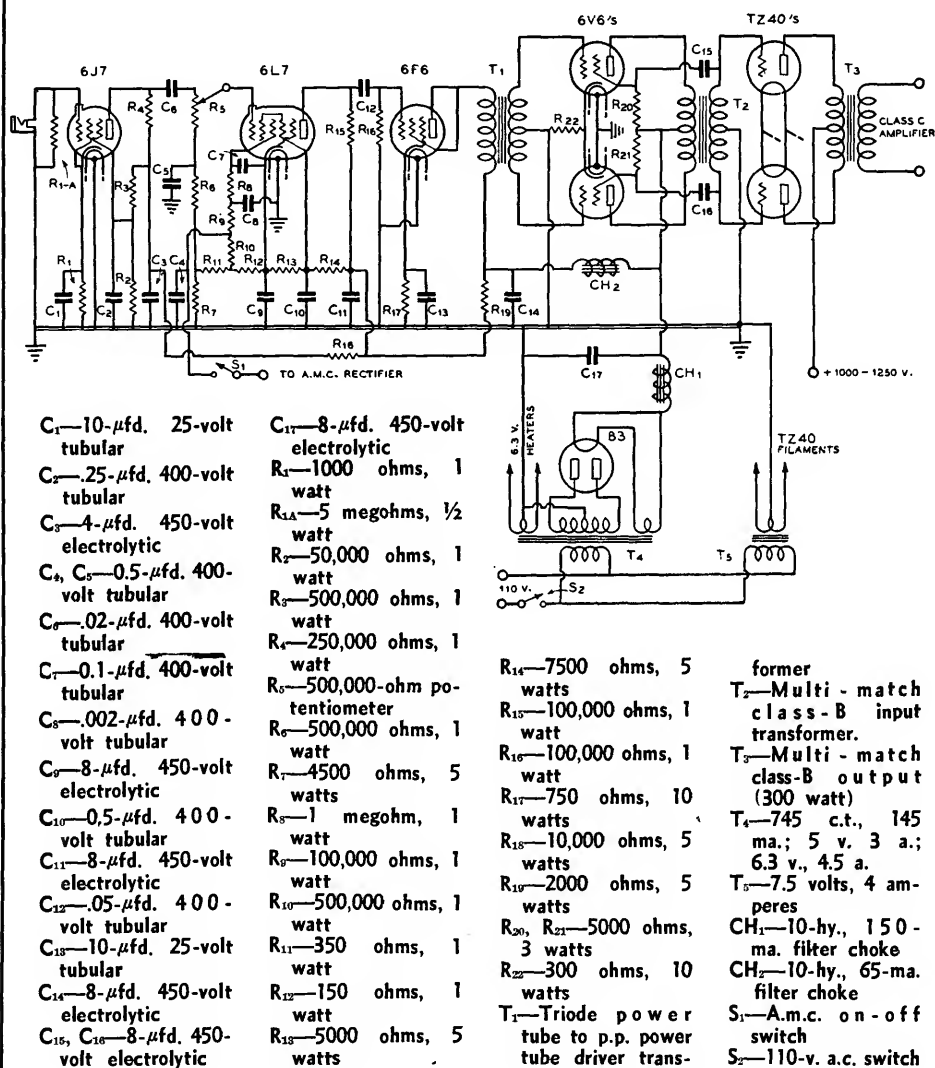 6J7
6L7
6F6
T1
6V6's
TZ40's
C15
T2
T3
CLASS C
AMPLIFIER
C6
R4
R5
C12
R15
R16
R22
R20
R21
C16
R1-A
R3
C5
C7
R8
R6
C8
R9
R10
R1
C3
C4
R11
R12
R13
R14
CH2
C1
C2
R2
R7
C9
C10
C11
R17
C13
R19
C14
R16
S1
TO A.M.C. RECTIFIER
C17
CH1
+ 1000 – 1250 V.
6.3 V.
HEATERS
83
TZ40
FILAMENTS
T4
T5
110 V.
S2
C₁—10-µfd. 25-volt
tubular
C₂—.25-µfd. 400-volt
tubular
C₃—4-µfd. 450-volt
electrolytic
C₄, C₅—0.5-µfd. 400-
volt tubular
C₆—.02-µfd. 400-volt
tubular
C₇—0.1-µfd. 400-volt
tubular
C₈—.002-µfd. 400-
volt tubular
C₉—8-µfd. 450-volt
electrolytic
C₁₀—0,5-µfd. 400-
volt tubular
C₁₁—8-µfd. 450-volt
electrolytic
C₁₂—.05-µfd. 400-
volt tubular
C₁₃—10-µfd. 25-volt
tubular
C₁₄—8-µfd. 450-volt
electrolytic
C₁₅, C₁₆—8-µfd. 450-
volt electrolytic
C₁₇—8-µfd. 450-volt
electrolytic
R₁—1000 ohms, 1
watt
R₁ₐ—5 megohms, ½
watt
R₂—50,000 ohms, 1
watt
R₃—500,000 ohms, 1
watt
R₄—250,000 ohms, 1
watt
R₅—500,000-ohm po-
tentiometer
R₆—500,000 ohms, 1
watt
R₇—4500 ohms, 5
watts
R₈—1 megohm, 1
watt
R₉—100,000 ohms, 1
watt
R₁₀—500,000 ohms, 1
watt
R₁₁—350 ohms, 1
watt
R₁₂—150 ohms, 1
watt
R₁₃—5000 ohms, 5
watts
R₁₄—7500 ohms, 5
watts
R₁₅—100,000 ohms, 1
watt
R₁₆—100,000 ohms, 1
watt
R₁₇—750 ohms, 10
watts
R₁₈—10,000 ohms, 5
watts
R₁₉—2000 ohms, 5
watts
R₂₀, R₂₁—5000 ohms,
3 watts
R₂₂—300 ohms, 10
watts
T₁—Triode power
tube to p.p. power
tube driver trans-
former
T₂—Multi-match
class-B input
transformer.
T₃—Multi-match
class-B output
(300 watt)
T₄—745 c.t., 145
ma.; 5 v. 3 a.;
6.3 v., 4.5 a.
T₅—7.5 volts, 4 am-
peres
CH₁—10-hy., 150-
ma. filter choke
CH₂—10-hy., 65-ma.
filter choke
S₁—A.m.c. on-off
switch
S₂—110-v. a.c. switch